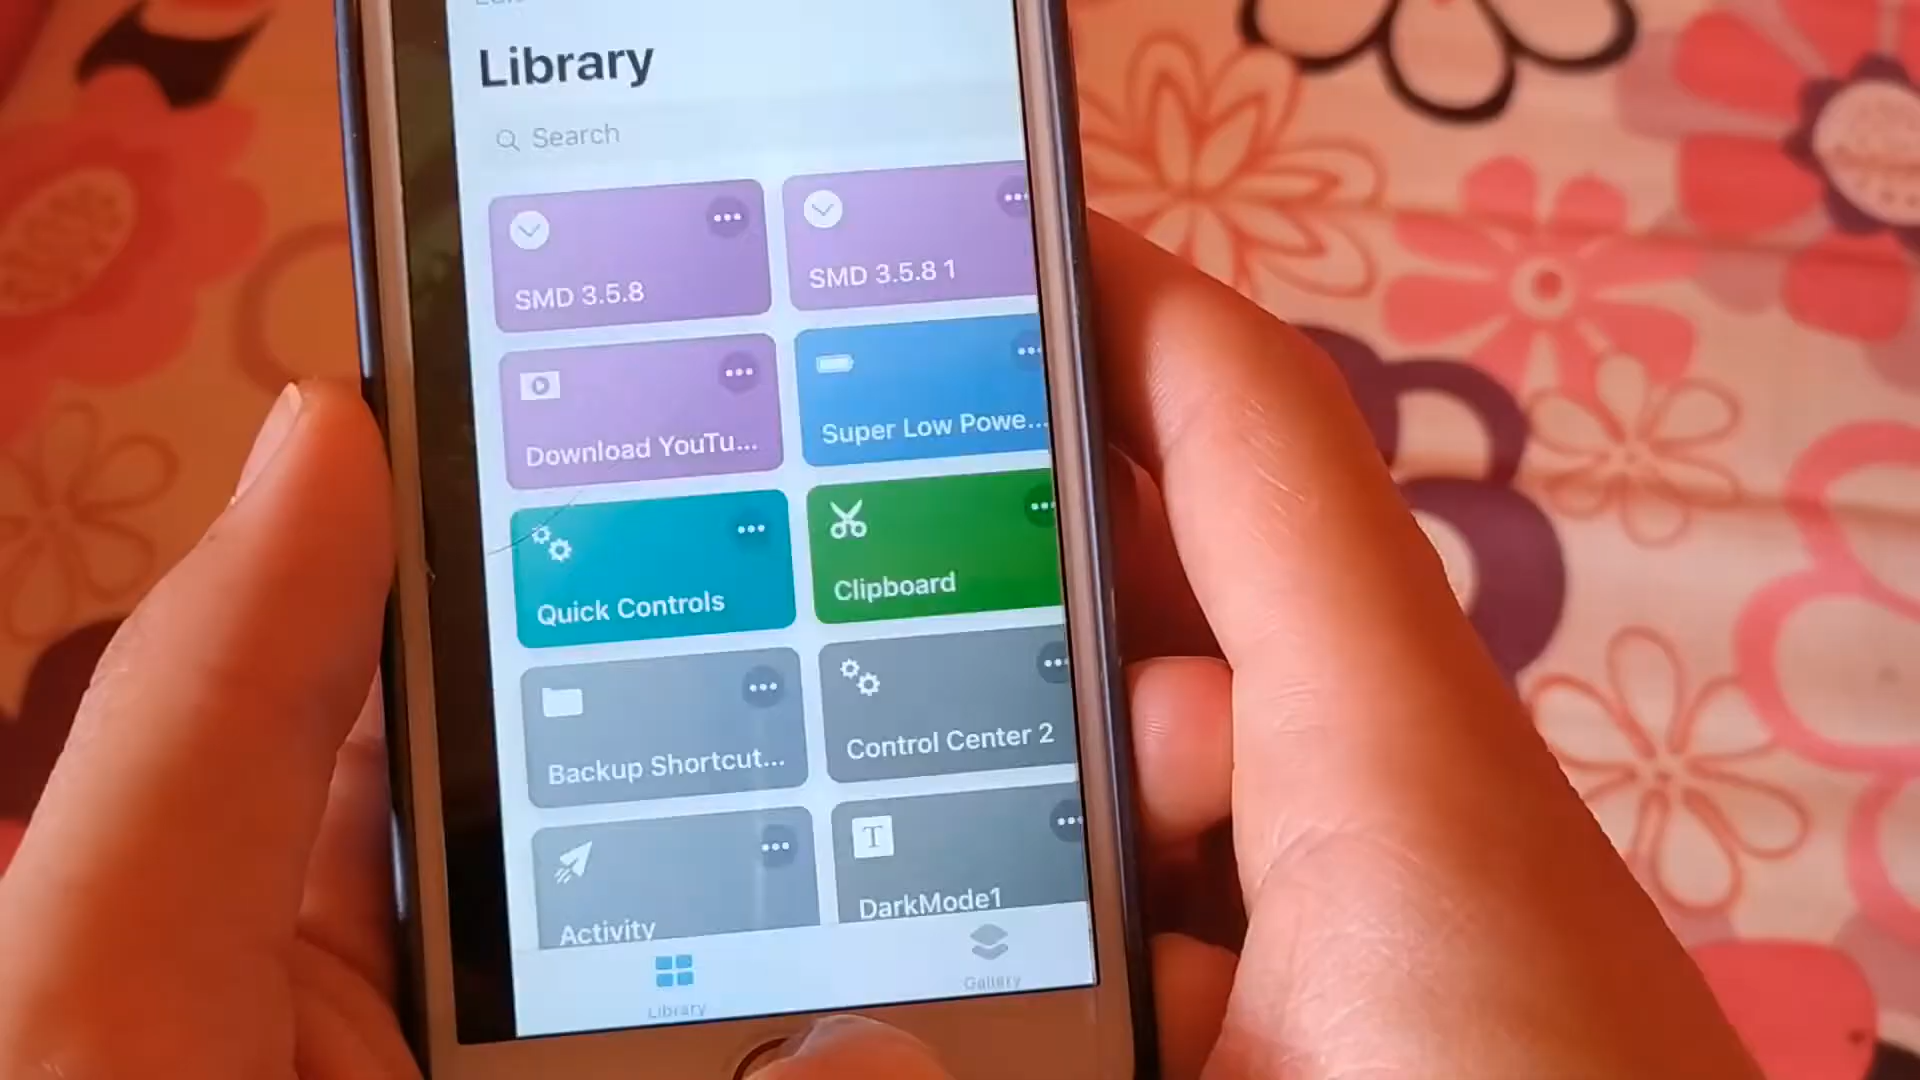 Library
Search
SMD 3.5.8
SMD 3.5.8 1
Download YouTu...
Super Low Powe...
Quick Controls
Clipboard
Backup Shortcut...
Control Center 2
Activity
T
DarkMode1
Library
Gallery